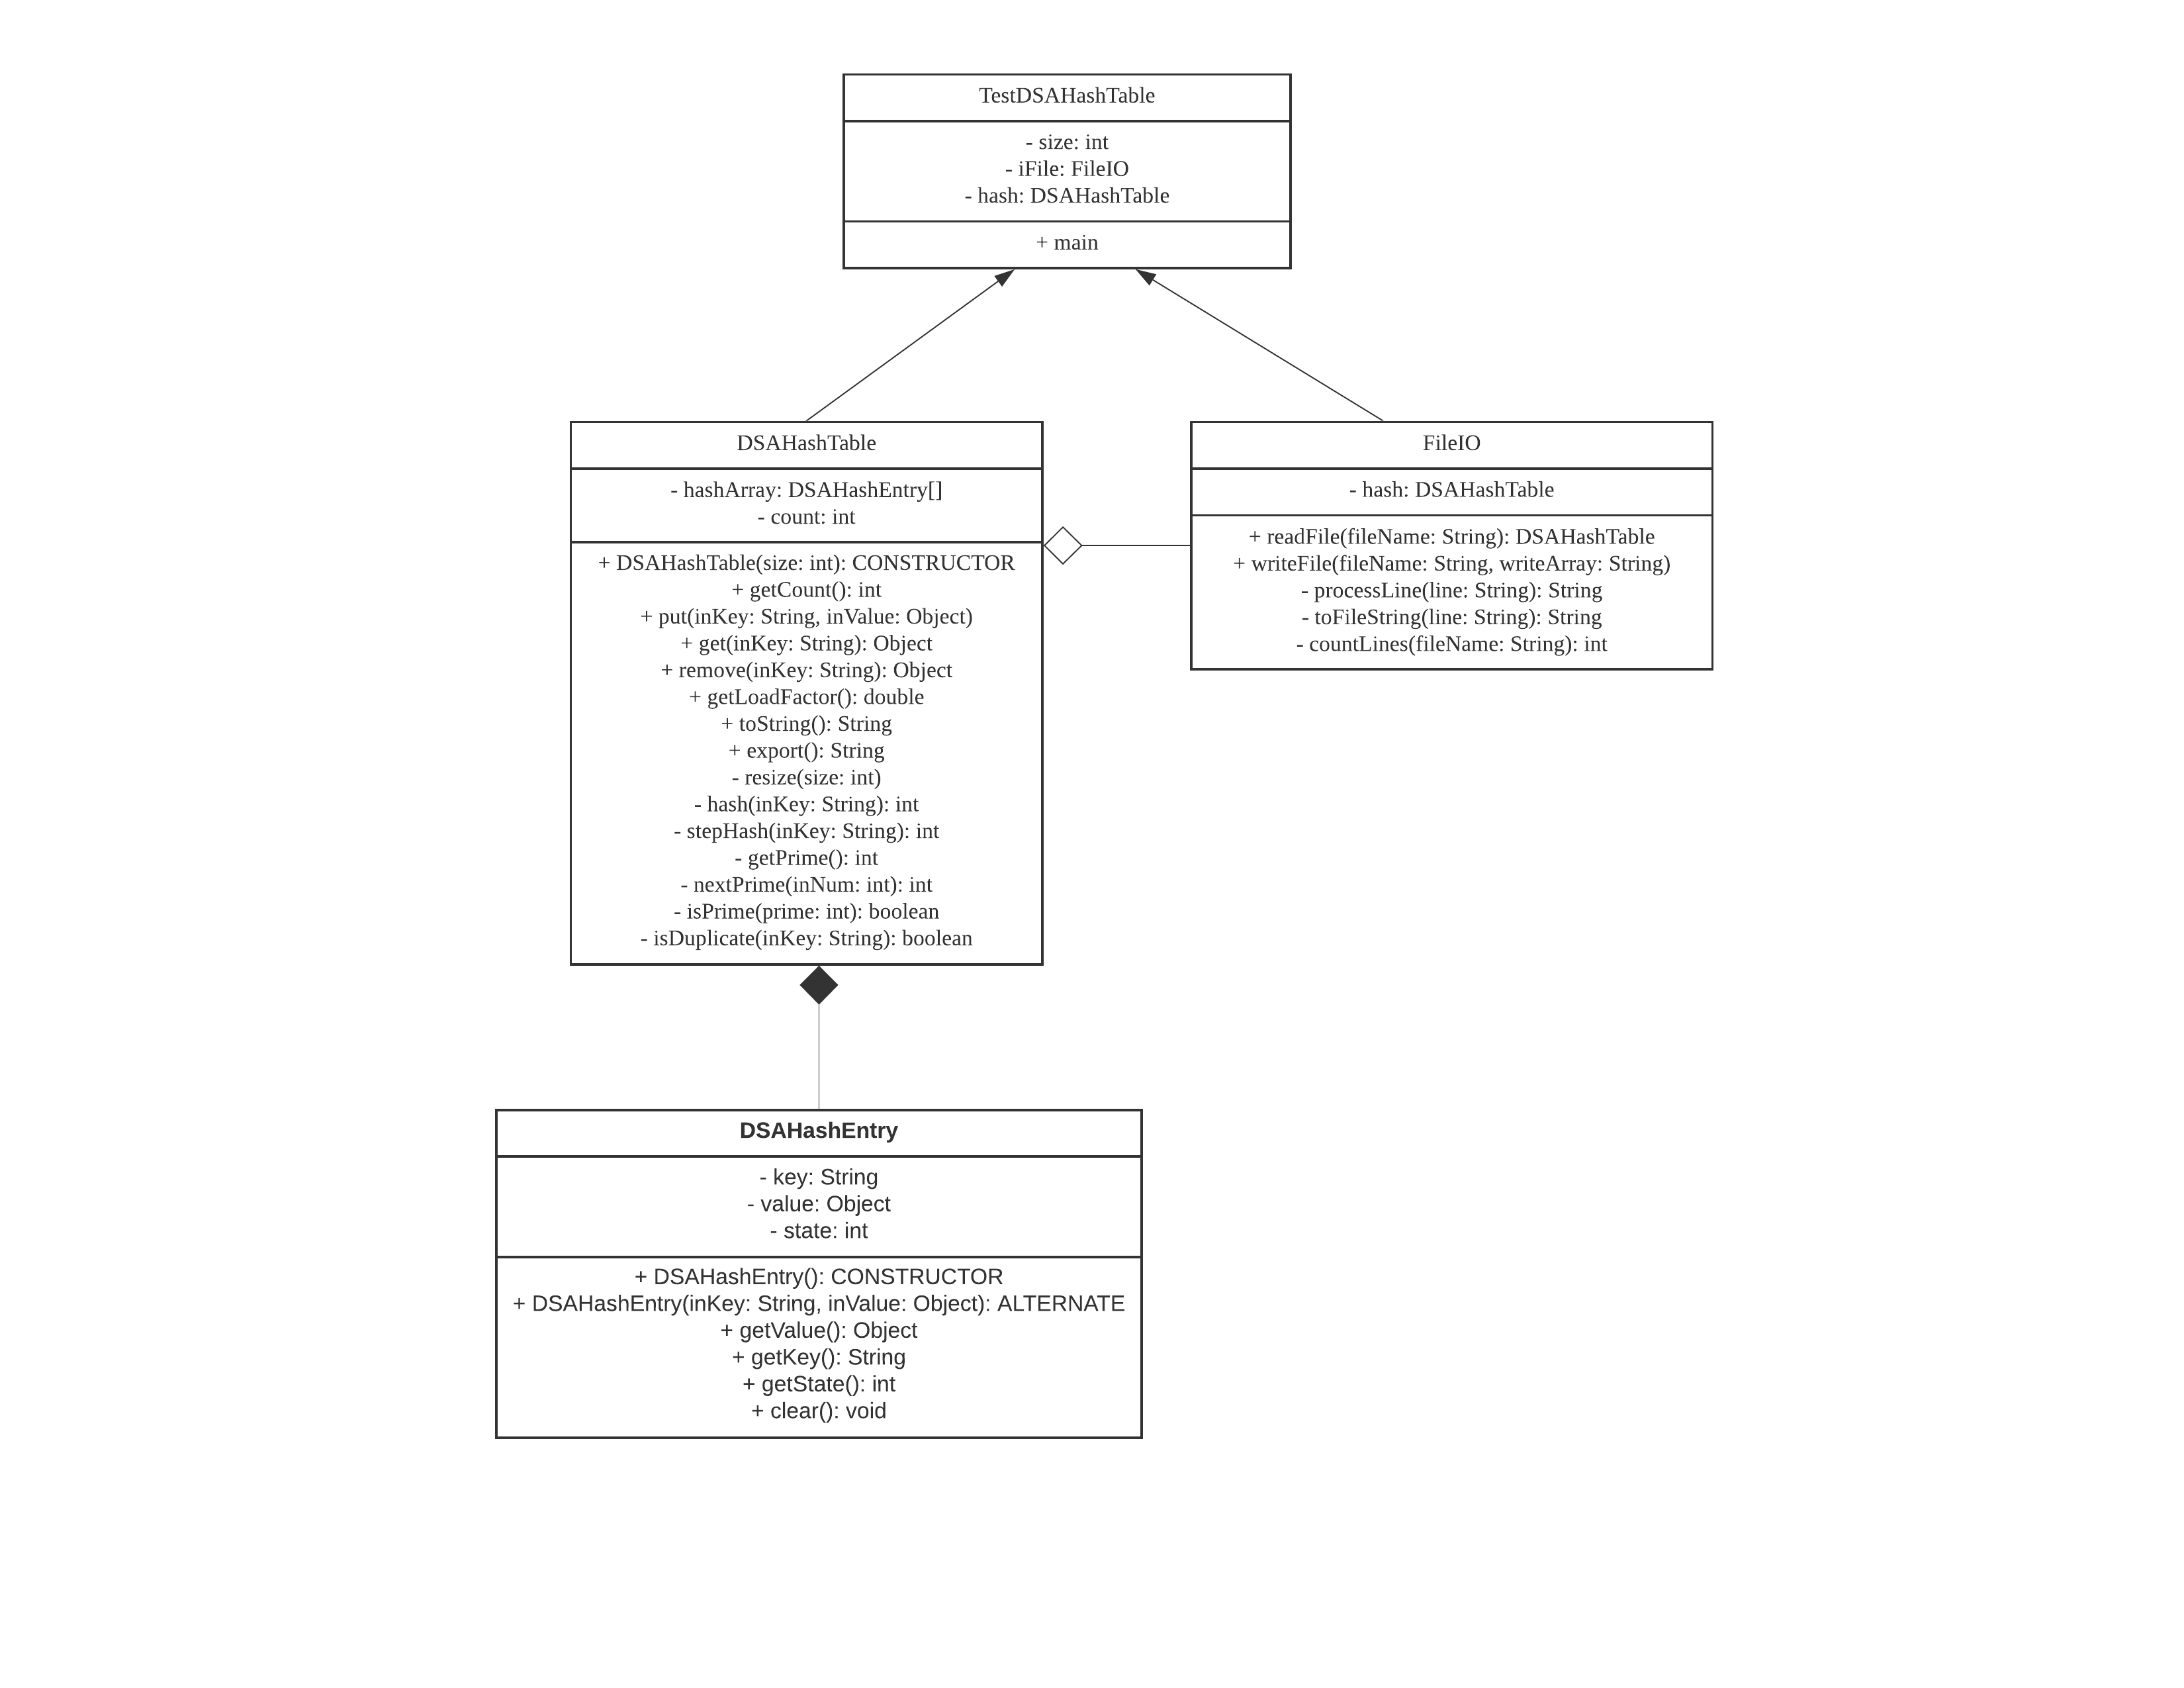 TestDSAHashTable
- size: int
- iFile: FileIO
- hash: DSAHashTable
+ main
DSAHashTable
- hashArray: DSAHashEntry[]
- count: int
+ DSAHashTable(size: int): CONSTRUCTOR
+ getCount(): int
+ put(inKey: String, inValue: Object)
+ get(inKey: String): Object
+ remove(inKey: String): Object
+ getLoadFactor(): double
+ toString(): String
+ export(): String
- resize(size: int)
- hash(inKey: String): int
- stepHash(inKey: String): int
- getPrime(): int
- nextPrime(inNum: int): int
- isPrime(prime: int): boolean
- isDuplicate(inKey: String): boolean
FileIO
- hash: DSAHashTable
+ readFile(fileName: String): DSAHashTable
+ writeFile(fileName: String, writeArray: String)
- processLine(line: String): String
- toFileString(line: String): String
- countLines(fileName: String): int
DSAHashEntry
- key: String
- value: Object
- state: int
+ DSAHashEntry(): CONSTRUCTOR
+ DSAHashEntry(inKey: String, inValue: Object): ALTERNATE
+ getValue(): Object
+ getKey(): String
+ getState(): int
+ clear(): void